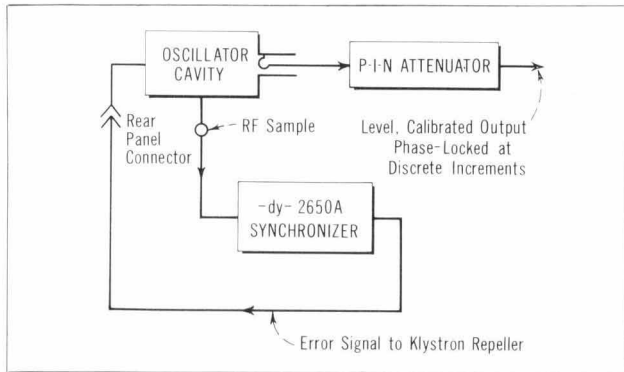 OSCILLATOR
CAVITY
P-I-N ATTENUATOR
Rear
Panel
Connector
RF Sample
Level, Calibrated Output
Phase-Locked at
Discrete Increments
-dy- 2650A
SYNCHRONIZER
Error Signal to Klystron Repeller